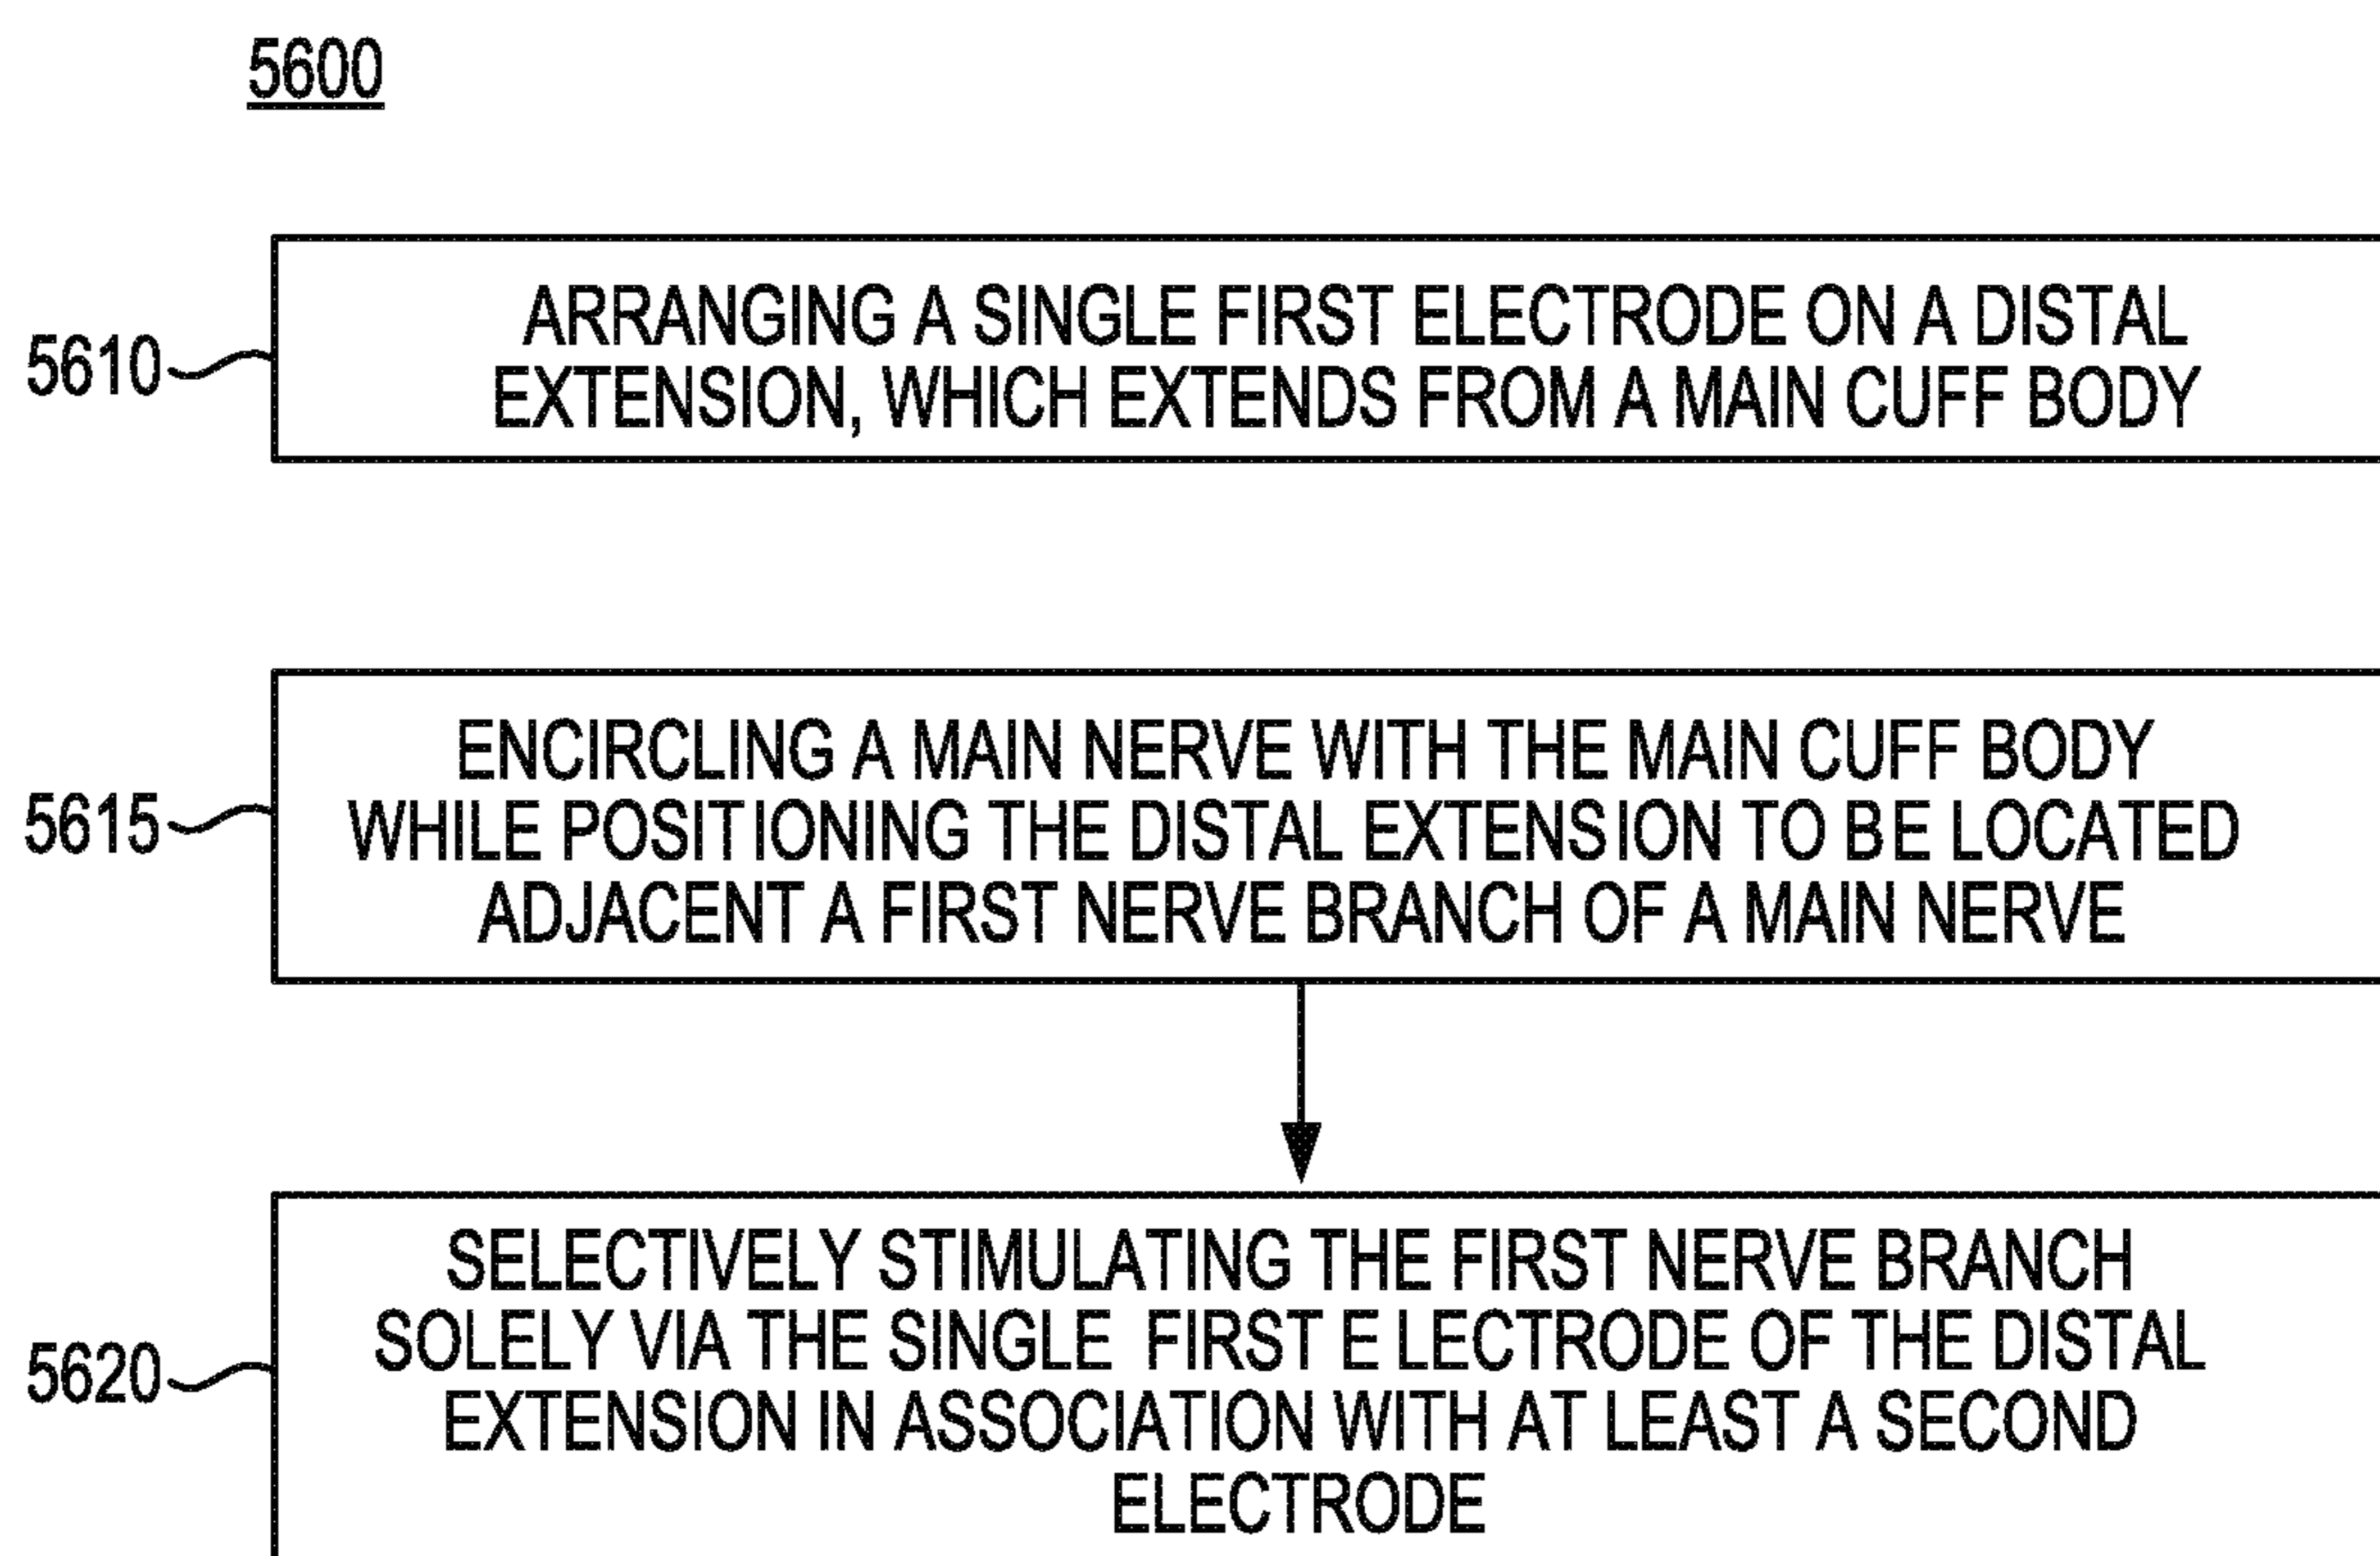 5600
5610
ARRANGING A SINGLE FIRST ELECTRODE ON A DISTAL
EXTENSION, WHICH EXTENDS FROM A MAIN CUFF BODY
5615
ENCIRCLING A MAIN NERVE WITH THE MAIN CUFF BODY
WHILE POSITIONING THE DISTAL EXTENSION TO BE LOCATED
ADJACENT A FIRST NERVE BRANCH OF A MAIN NERVE
5620
SELECTIVELY STIMULATING THE FIRST NERVE BRANCH
SOLELY VIA THE SINGLE FIRST E LECTRODE OF THE DISTAL
EXTENSION IN ASSOCIATION WITH AT LEAST A SECOND
ELECTRODE